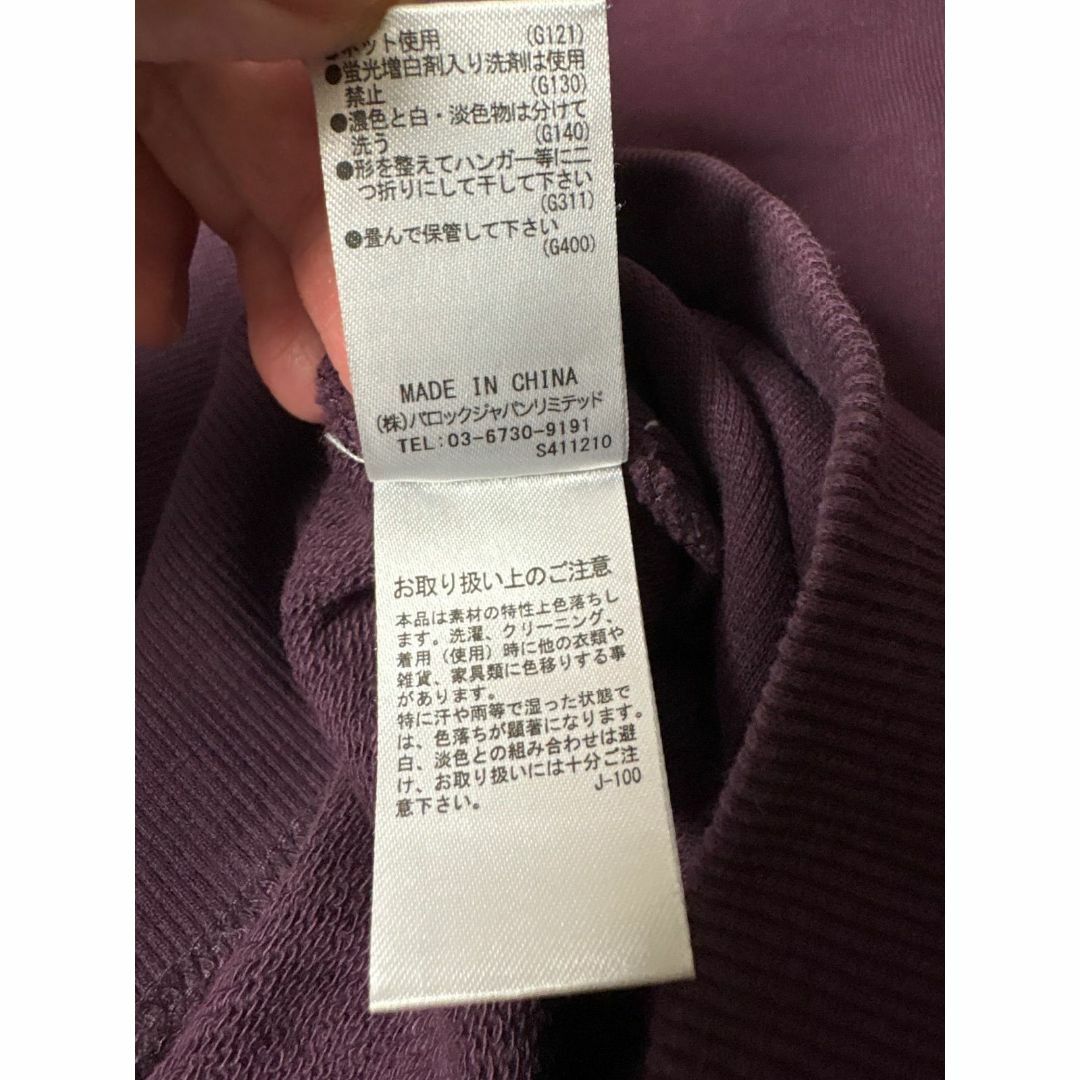 ネット使用 (G121)
●蛍光増白剤入り洗剤は使用
禁止 (G130)
●濃色と白・淡色物は分けて
洗う (G140)
●形を整えてハンガー等に二
つ折りにして干して下さい
(G311)
●畳んで保管して下さい
(G400)
MADE IN CHINA
(株)バロックジャパンリミテッド
TEL:03-6730-9191
S411210
お取り扱い上のご注意
本品は素材の特性上色落ちし
ます。洗濯、クリーニング、
着用（使用）時に他の衣類や
雑貨、家具類に色移りする事
があります。
特に汗や雨等で湿った状態で
は、色落ちが顕著になります。
白、淡色との組み合わせは避
け、お取り扱いには十分ご注
意下さい。 J-100